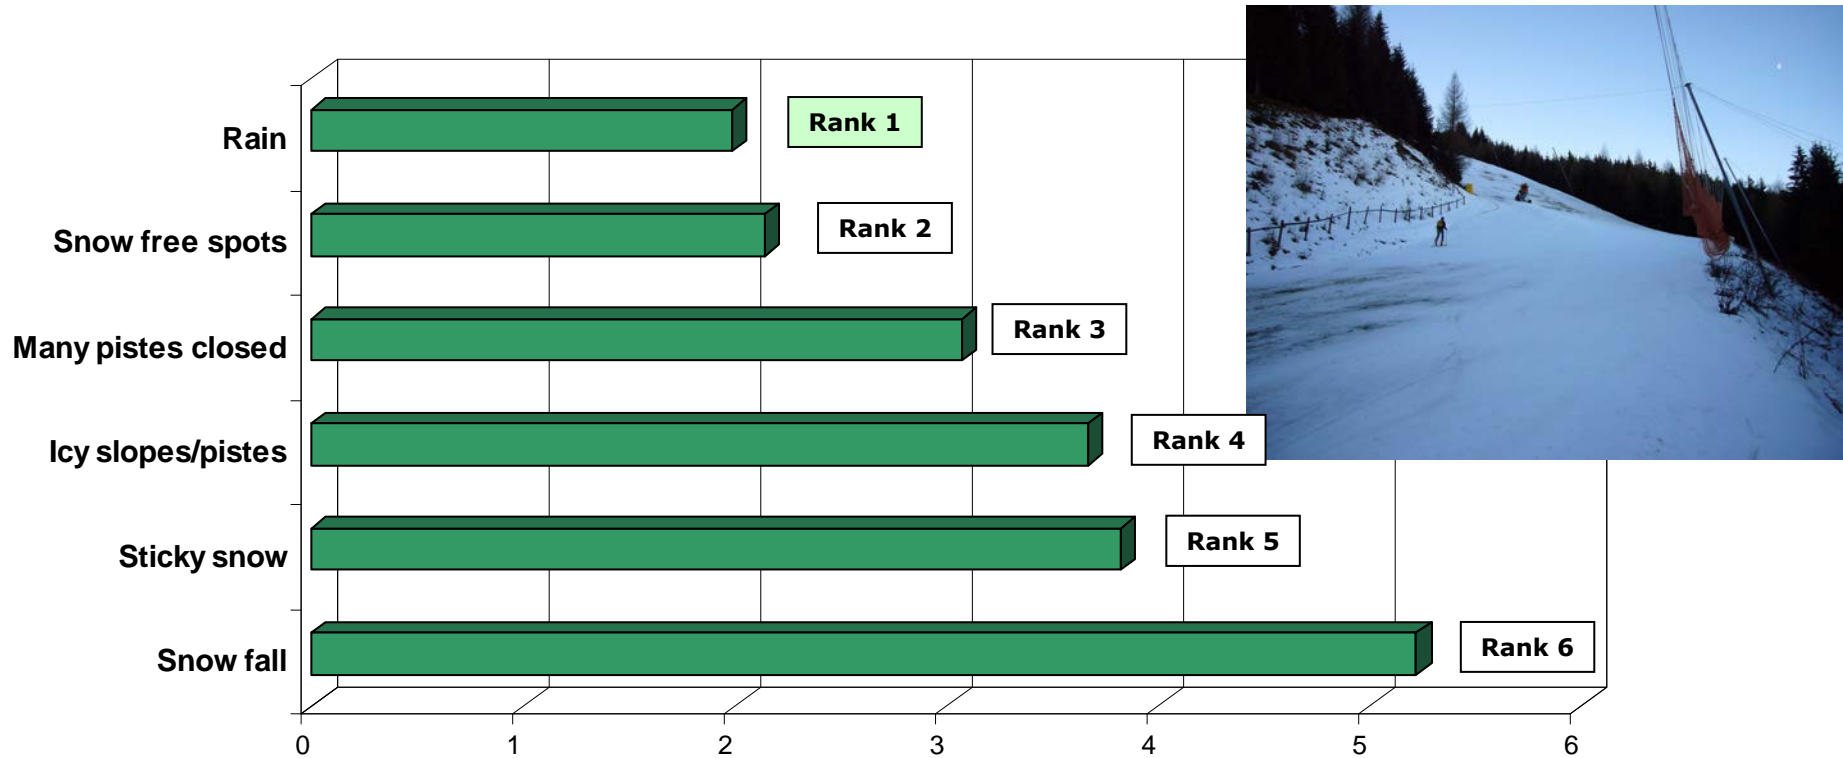 Rain
Rank 1
Snow free spots
Rank 2
Many pistes closed
Rank 3
Icy slopes/pistes
Rank 4
Sticky snow
Rank 5
Snow fall
Rank 6
0 1 2 3 4 5 6